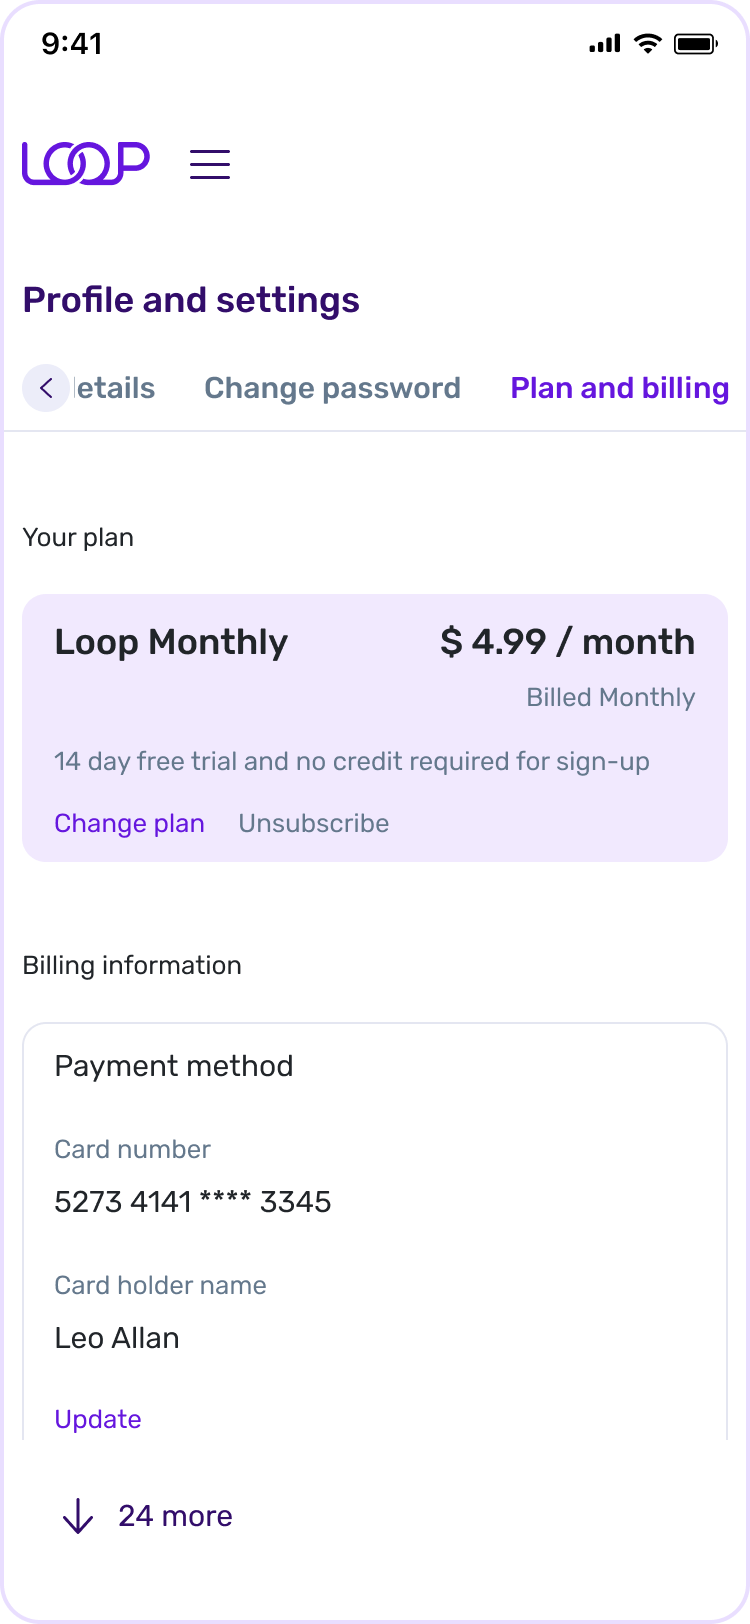 9:41
LOOP
Profile and settings
etails Change password Plan and billing
Your plan
Loop Monthly $ 4.99 / month
Billed Monthly
14 day free trial and no credit required for sign-up
Change plan Unsubscribe
Billing information
Payment method
Card number
5273 4141 **** 3345
Card holder name
Leo Allan
Update
24 more